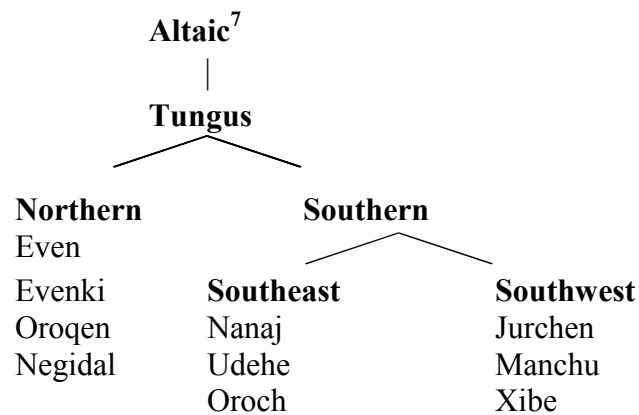 Altaic7
Tungus
Northern Southern
Even
Evenki Southeast Southwest
Oroqen Nanaj Jurchen
Negidal Udehe Manchu
Oroch Xibe